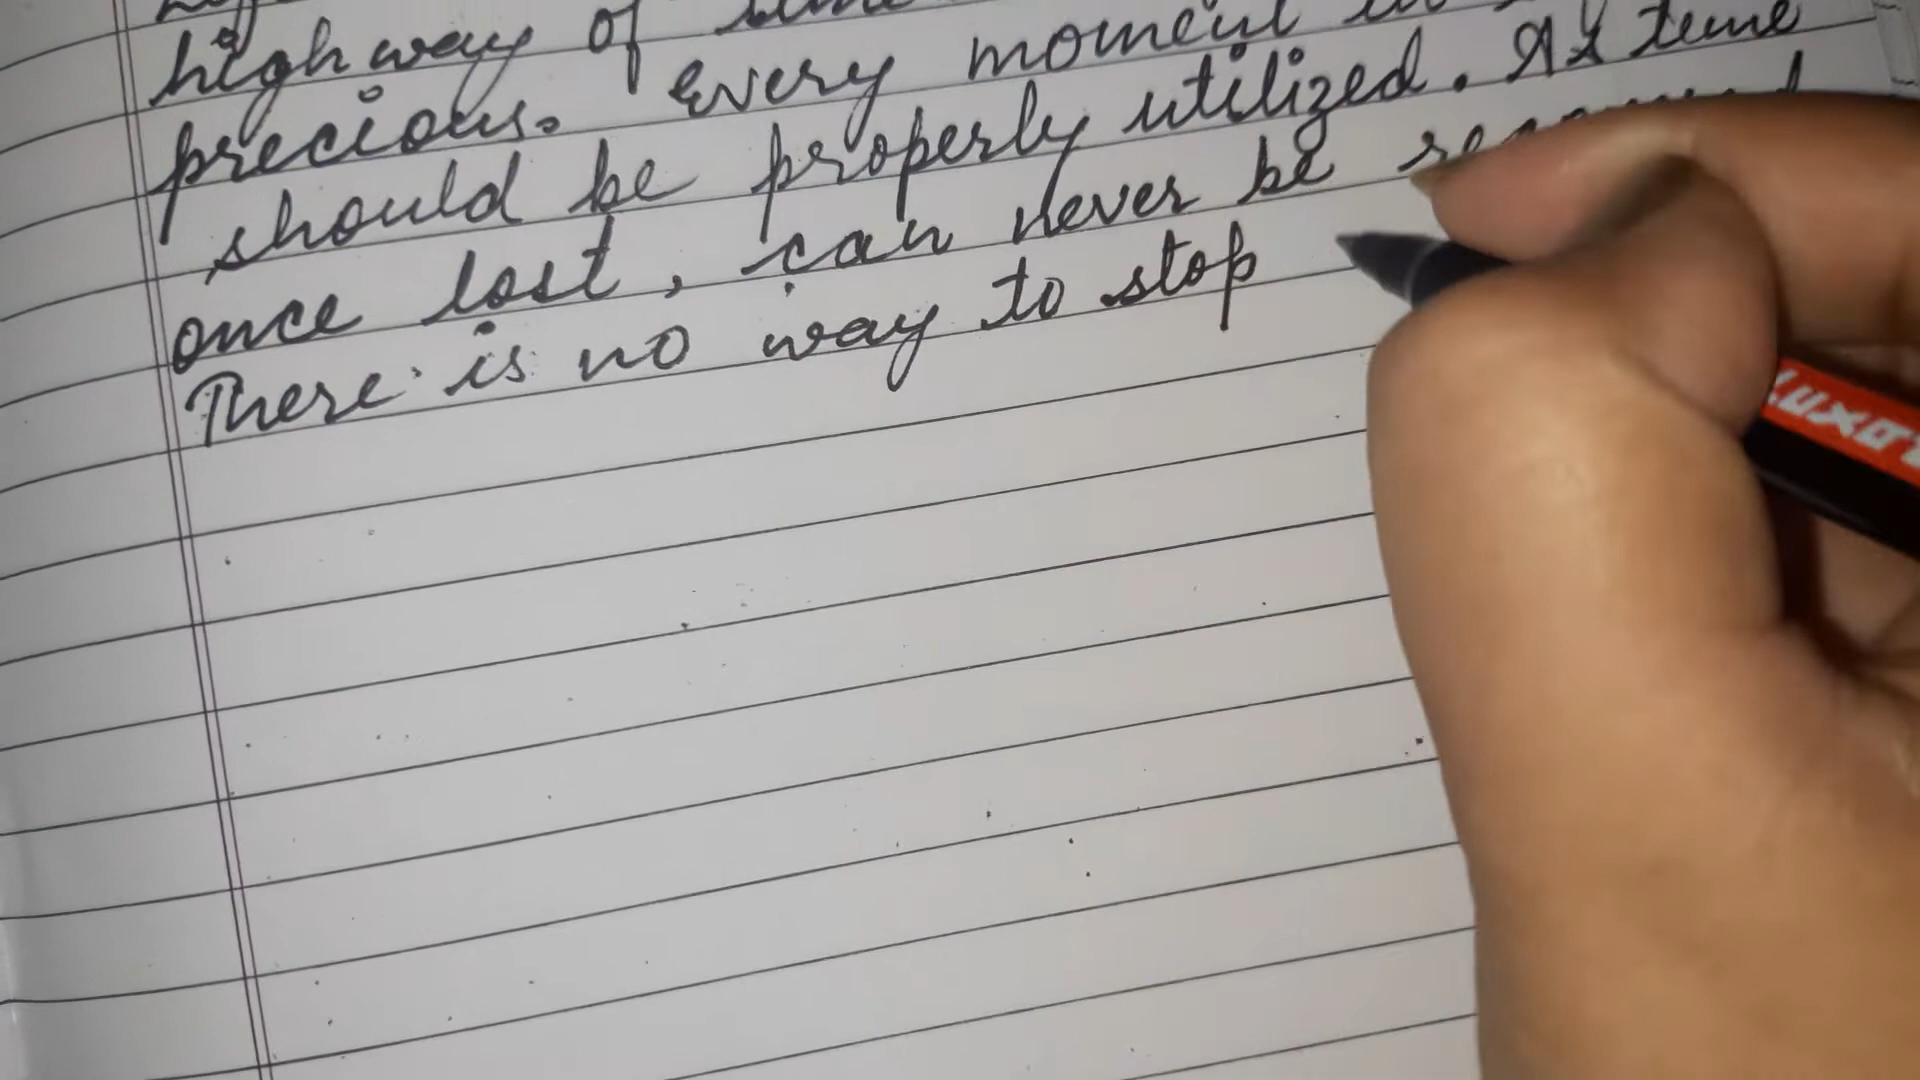 highway of
precious. Every moment
should be properly utilized. As time
once lost, can never be
There is no way to stop
LUXOR